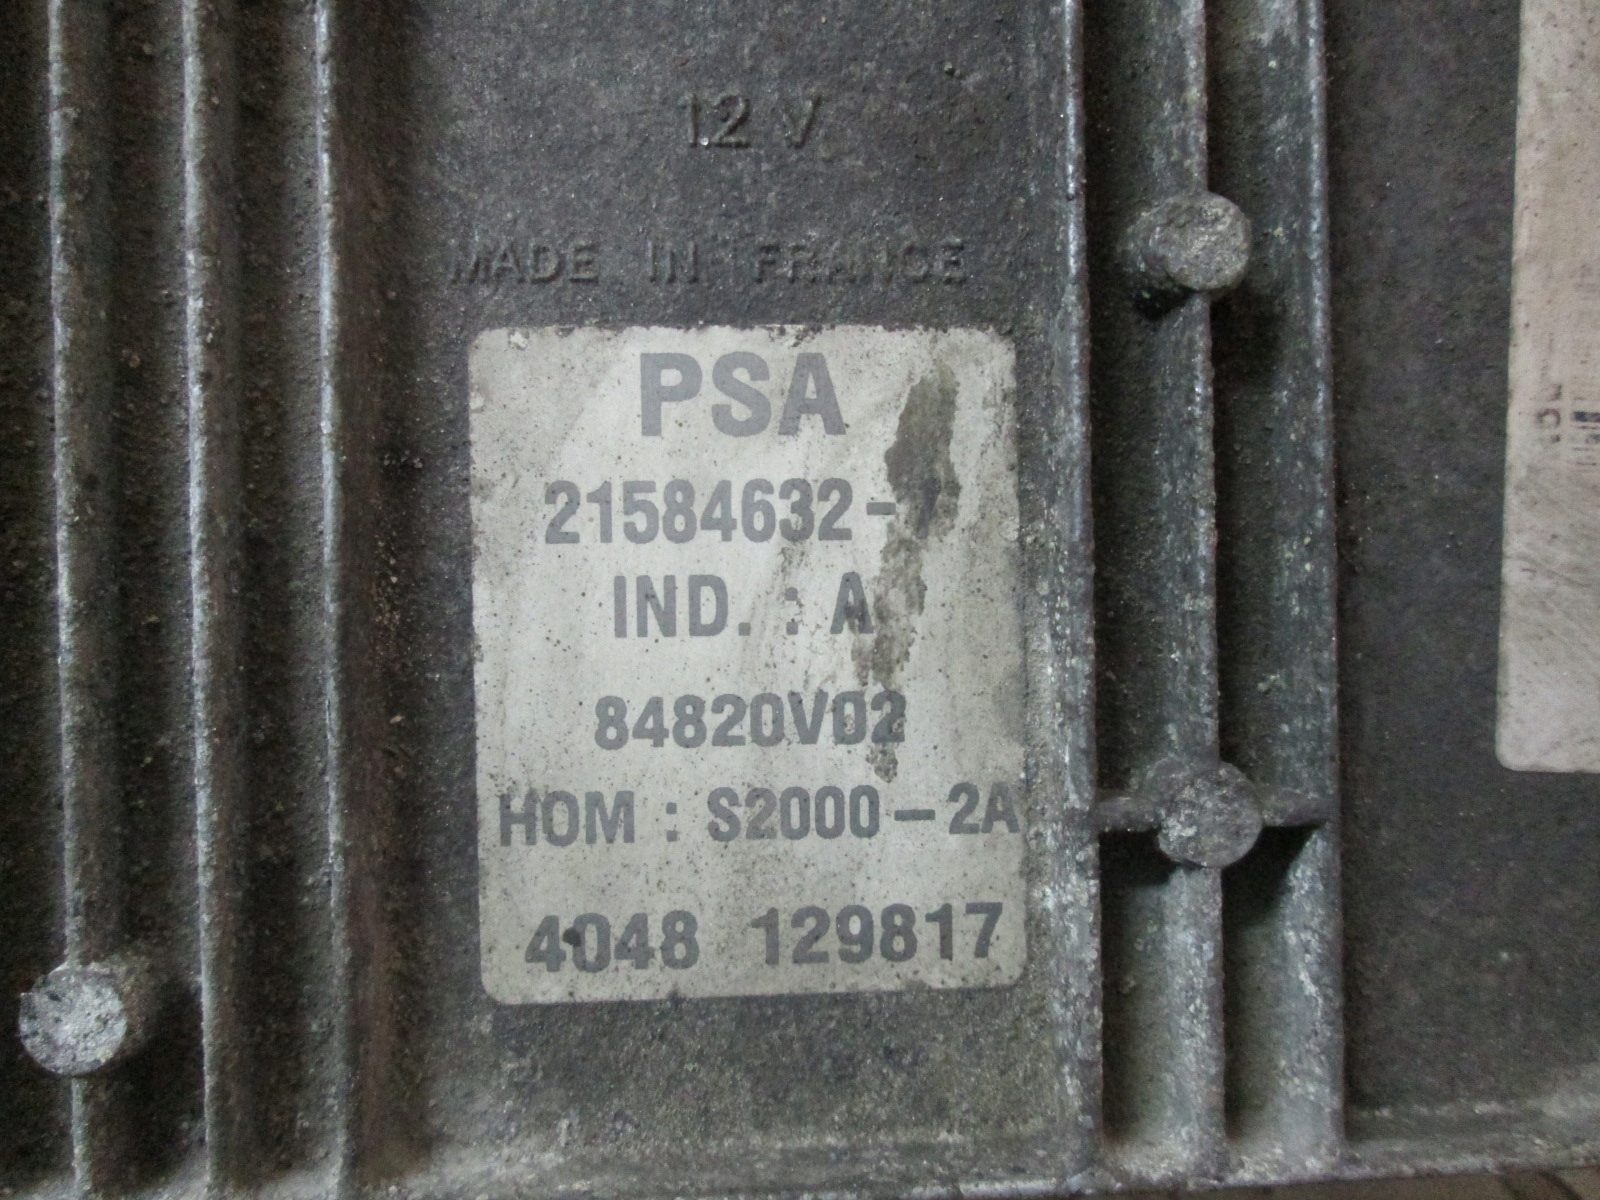 12 V
MADE IN FRANCE
PSA
21584632-
IND. : A
84820V02
HOM : S2000-2A
4048 129817